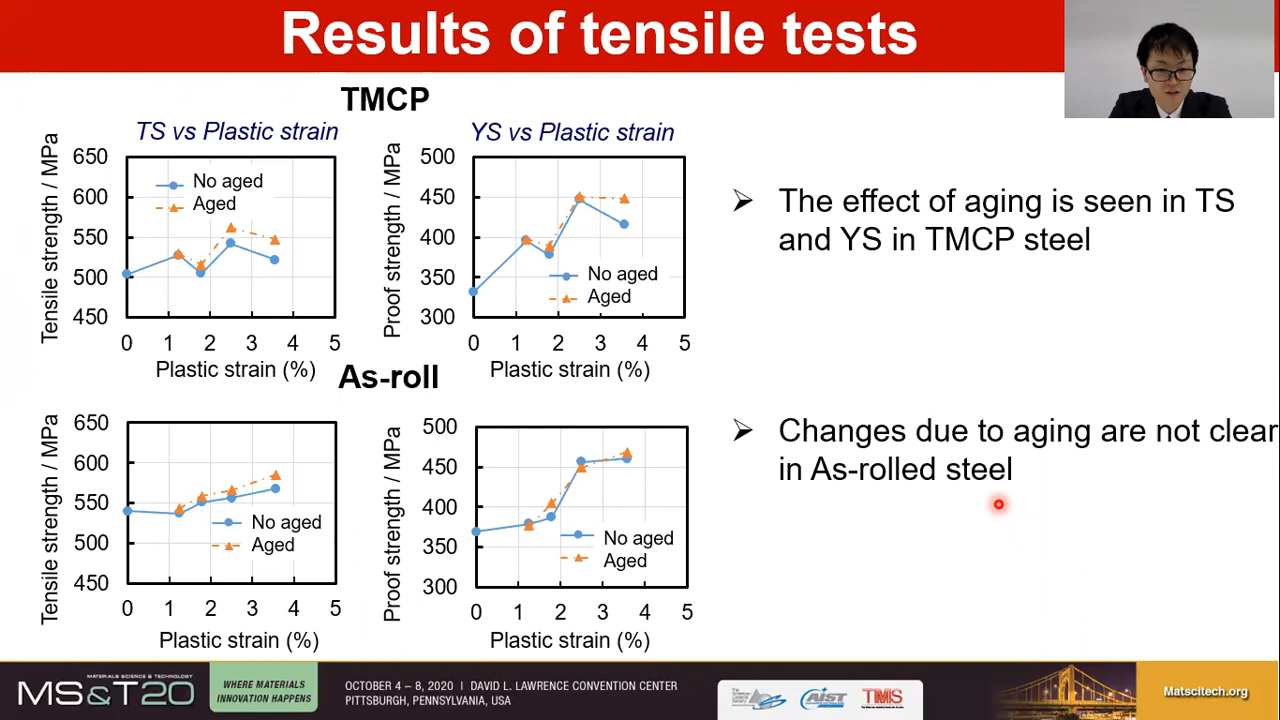 Results of tensile tests
TMCP
TS vs Plastic strain
YS vs Plastic strain
Tensile strength / MPa
650
600
550
500
450
No aged
Aged
0 1 2 3 4 5
Plastic strain (%)
Proof strength / MPa
500
450
400
350
300
No aged
Aged
0 1 2 3 4 5
Plastic strain (%)
➢ The effect of aging is seen in TS
and YS in TMCP steel
As-roll
Tensile strength / MPa
650
600
550
500
450
No aged
Aged
0 1 2 3 4 5
Plastic strain (%)
Proof strength / MPa
500
450
400
350
300
No aged
Aged
0 1 2 3 4 5
Plastic strain (%)
➢ Changes due to aging are not clear
in As-rolled steel
MATERIALS SCIENCE & TECHNOLOGY
MS&T20
WHERE MATERIALS
INNOVATION HAPPENS
OCTOBER 4 – 8, 2020 | DAVID L. LAWRENCE CONVENTION CENTER
PITTSBURGH, PENNSYLVANIA, USA
AIST
TMS
Matscitech.org